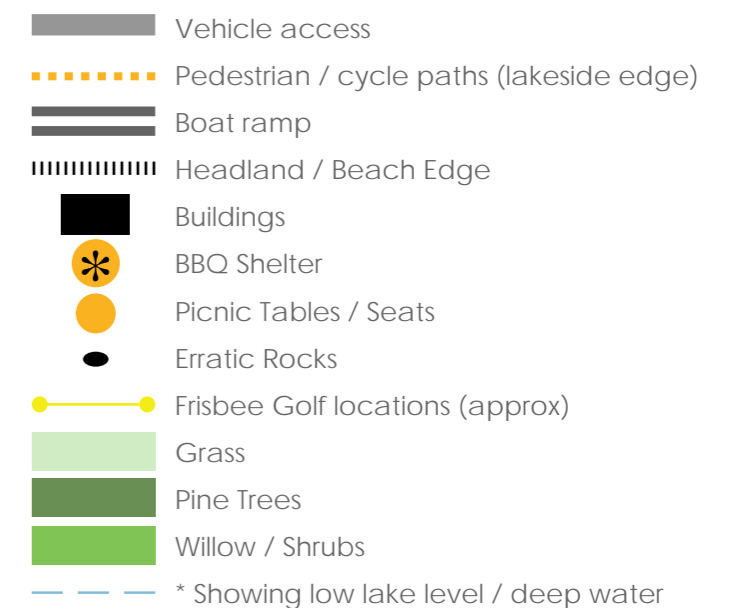 Vehicle access
Pedestrian / cycle paths (lakeside edge)
Boat ramp
Headland / Beach Edge
Buildings
BBQ Shelter
Picnic Tables / Seats
Erratic Rocks
Frisbee Golf locations (approx)
Grass
Pine Trees
Willow / Shrubs
* Showing low lake level / deep water